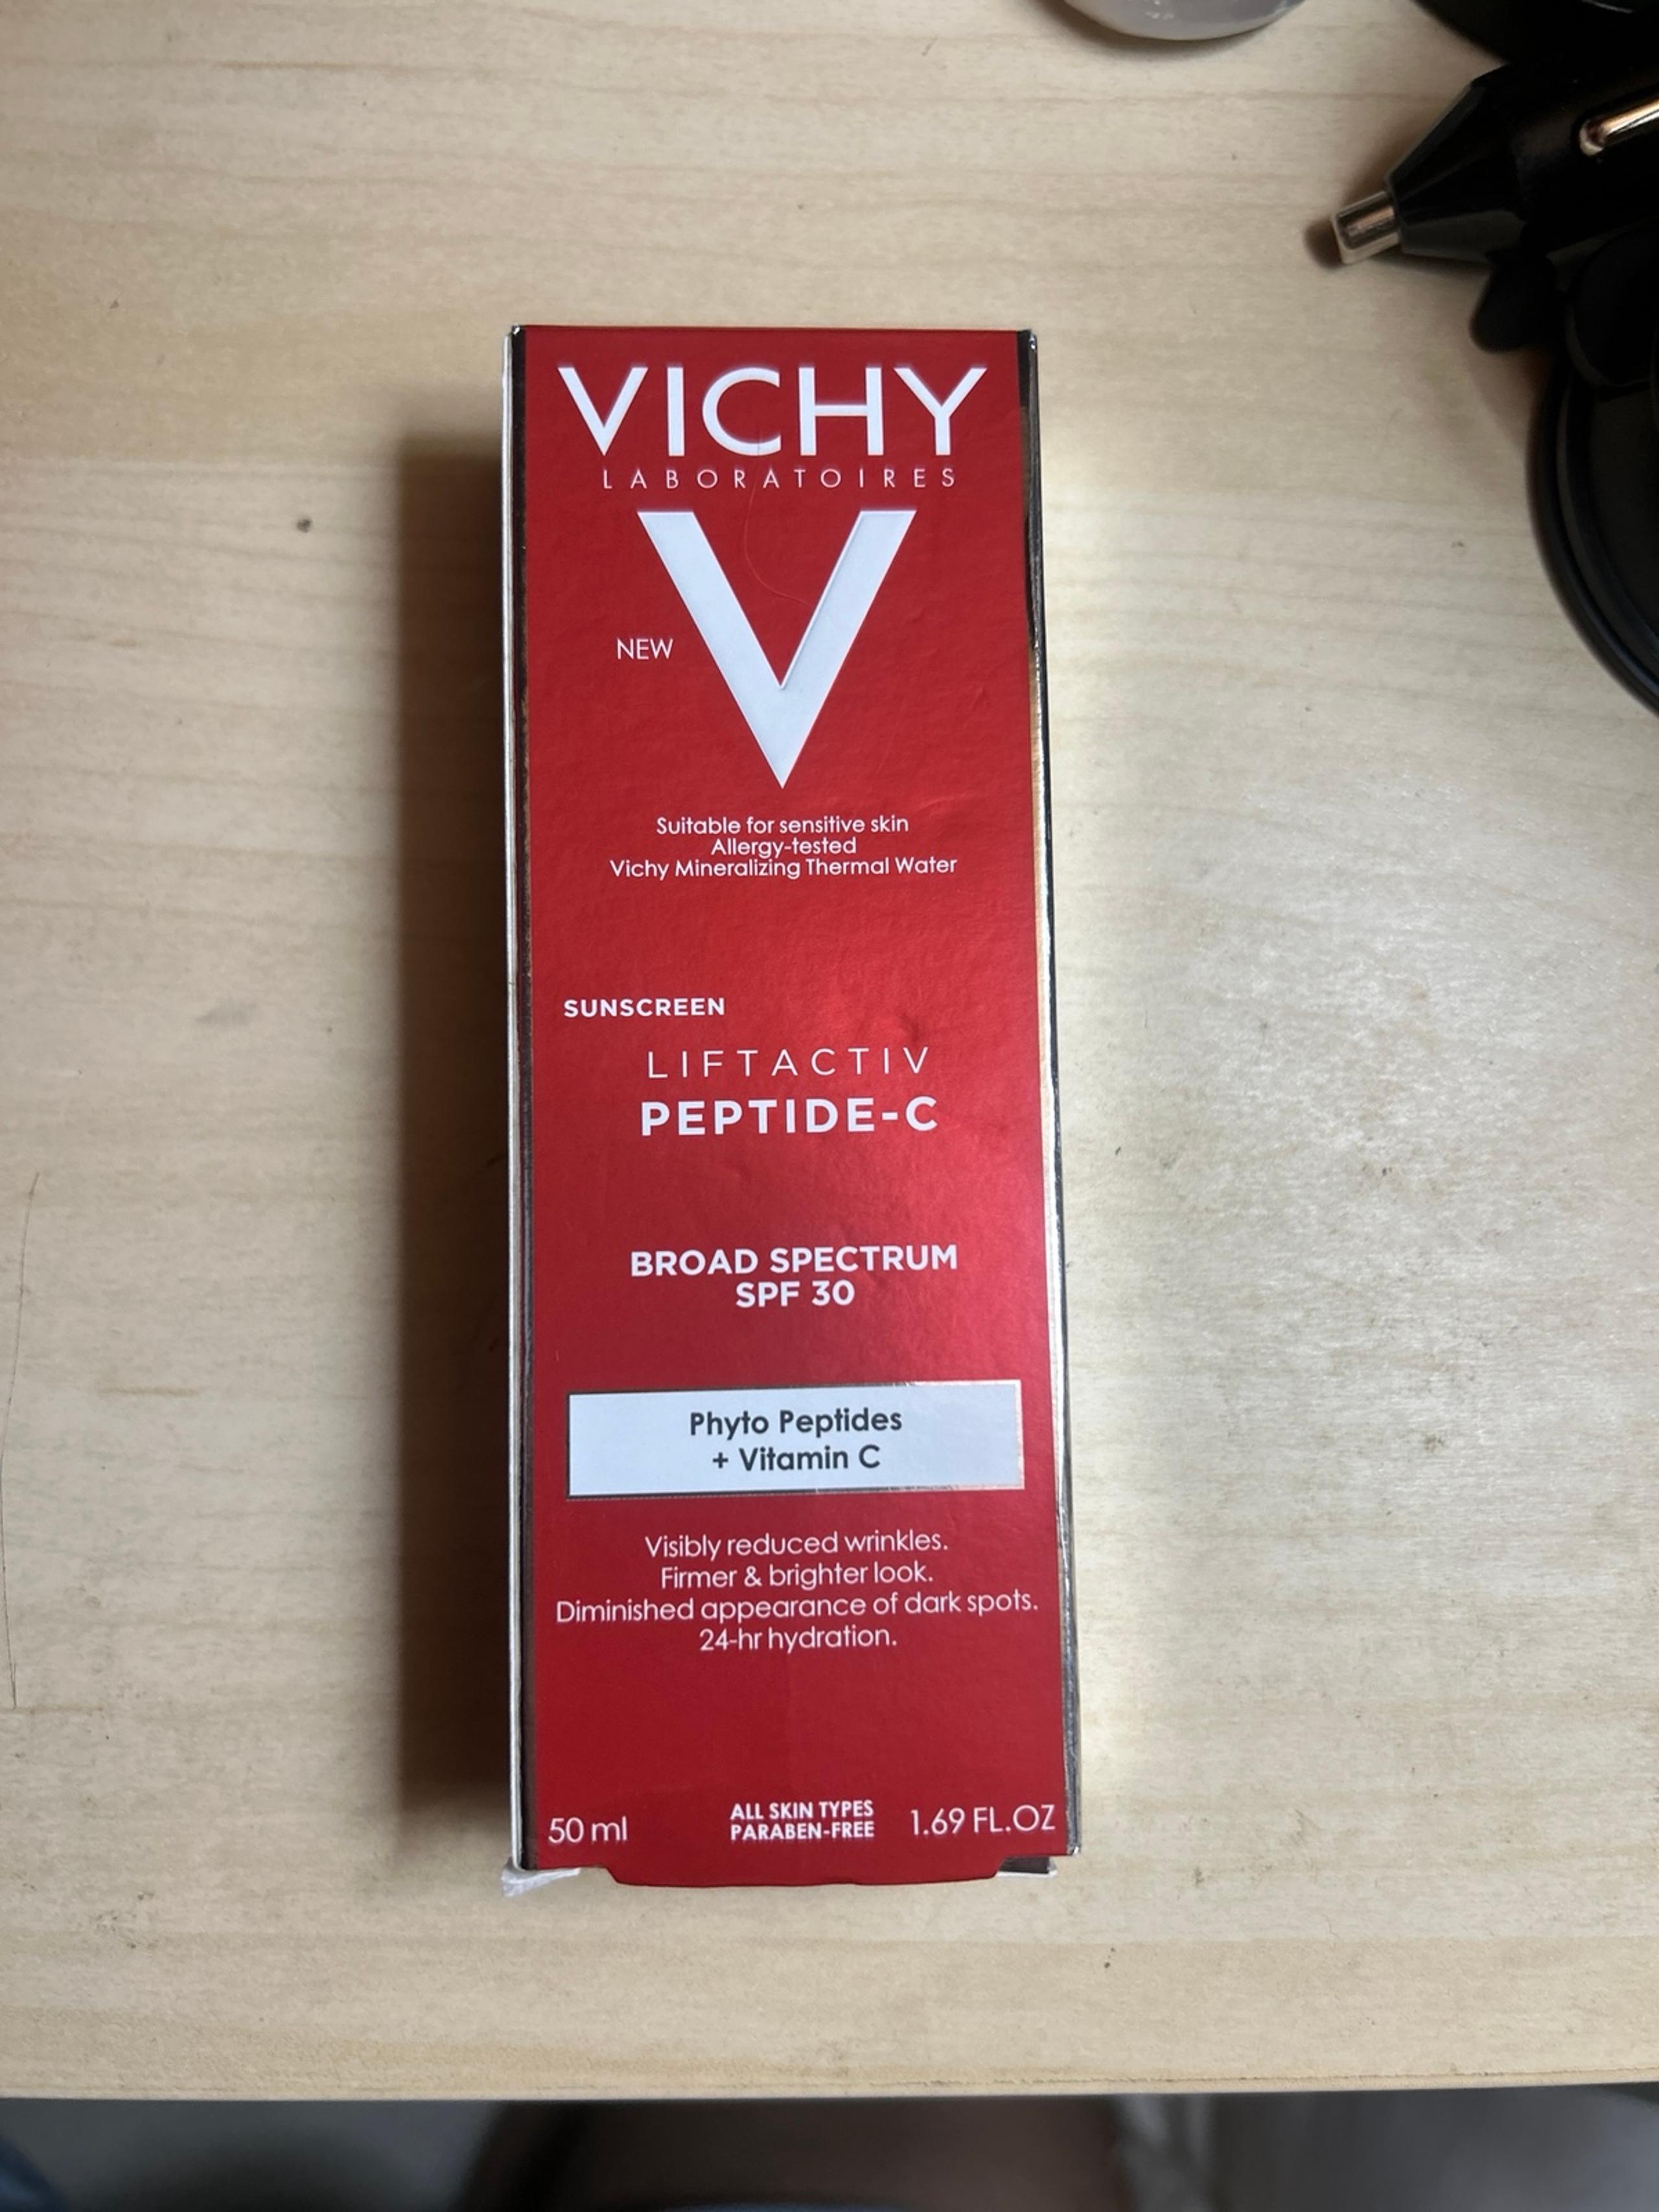 VICHY
LABORATOIRES
V
NEW
Suitable for sensitive skin
Allergy-tested
Vichy Mineralizing Thermal Water
SUNSCREEN
LIFTACTIV
PEPTIDE-C
BROAD SPECTRUM
SPF 30
Phyto Peptides
+ Vitamin C
Visibly reduced wrinkles.
Firmer & brighter look.
Diminished appearance of dark spots.
24-hr hydration.
50 ml
ALL SKIN TYPES
PARABEN-FREE
1.69 FL.OZ